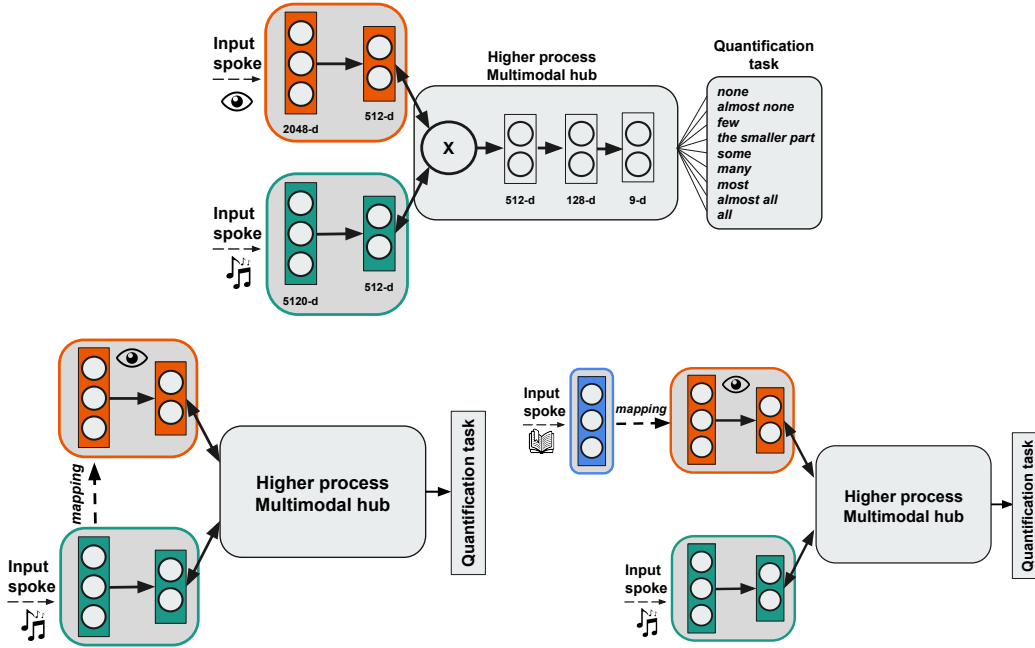 Input
spoke
2048-d
512-d
Input
spoke
5120-d
512-d
Higher process
Multimodal hub
X
512-d
128-d
9-d
Quantification
task
none
almost none
few
the smaller part
some
many
most
almost all
all
mapping
Input
spoke
Higher process
Multimodal hub
Quantification task
Input
spoke
mapping
Input
spoke
Higher process
Multimodal hub
Quantification task